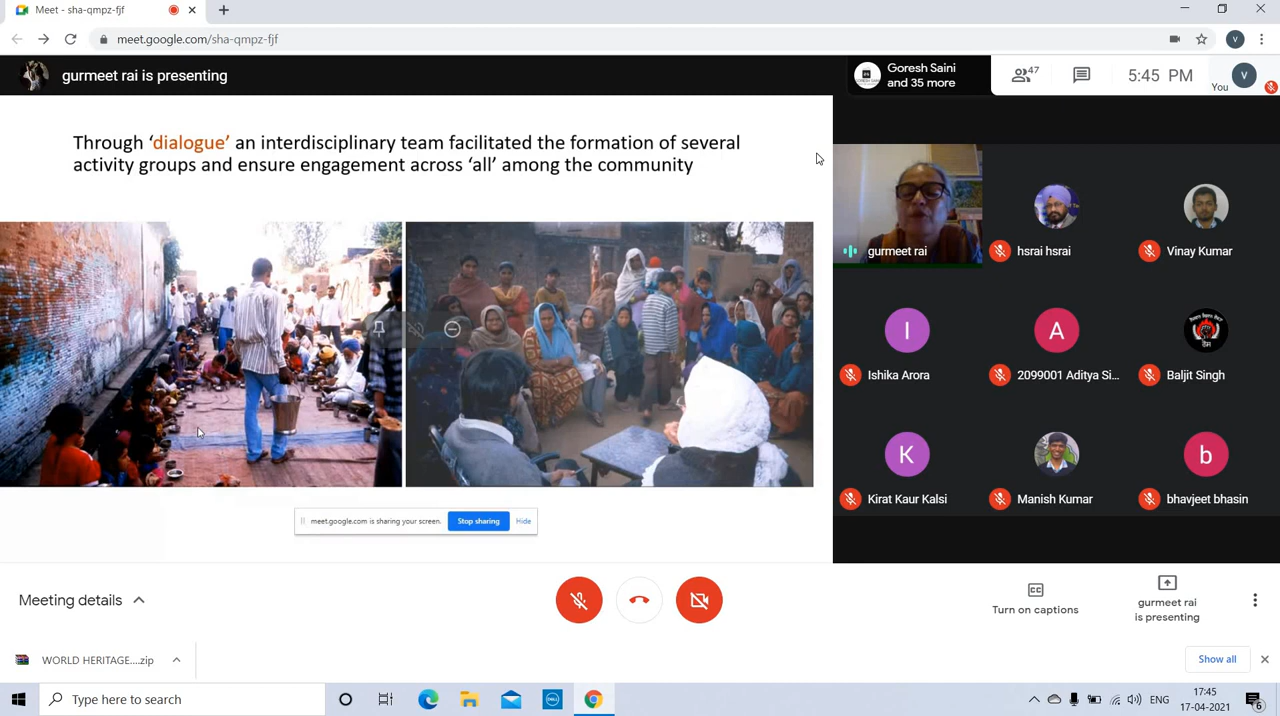 Meet - sha-qmpz-fjf
meet.google.com/sha-qmpz-fjf
V
gurmeet rai is presenting
Goresh Saini
and 35 more
47
5:45 PM
You
V
Through ‘dialogue’ an interdisciplinary team facilitated the formation of several
activity groups and ensure engagement across ‘all’ among the community
gurmeet rai
hsrai hsrai
Vinay Kumar
I
A
Ishika Arora
2099001 Aditya Si...
Baljit Singh
K
b
Kirat Kaur Kalsi
Manish Kumar
bhavjeet bhasin
meet.google.com is sharing your screen.
Stop sharing
Hide
Meeting details
CC
Turn on captions
gurmeet rai
is presenting
WORLD HERITAGE....zip
Show all
Type here to search
DELL
ENG
17:45
17-04-2021
6